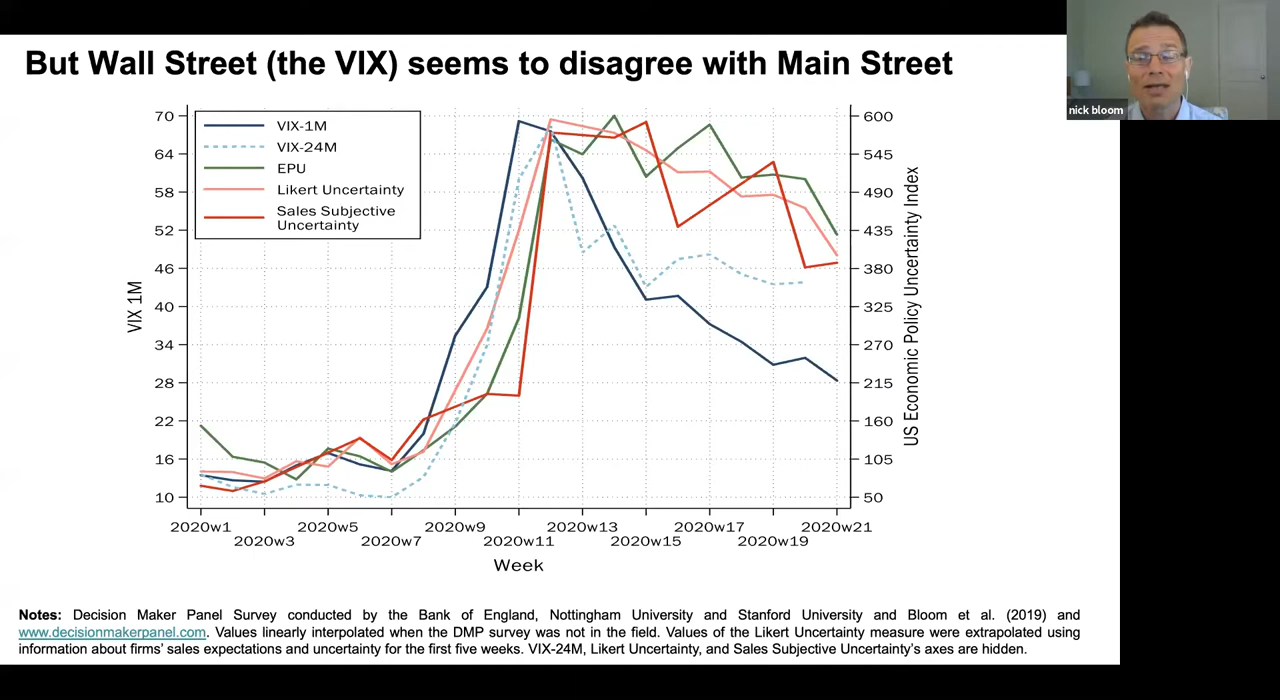 But Wall Street (the VIX) seems to disagree with Main Street
nick bloom
VIX-1M
VIX-24M
EPU
Likert Uncertainty
Sales Subjective
Uncertainty
VIX 1M
70
64
58
52
46
40
34
28
22
16
10
600
545
490
435
380
325
270
215
160
105
50
US Economic Policy Uncertainty Index
2020w1
2020w3
2020w5
2020w7
2020w9
2020w11
2020w13
2020w15
2020w17
2020w19
2020w21
Week
Notes: Decision Maker Panel Survey conducted by the Bank of England, Nottingham University and Stanford University and Bloom et al. (2019) and
www.decisionmakerpanel.com. Values linearly interpolated when the DMP survey was not in the field. Values of the Likert Uncertainty measure were extrapolated using
information about firms' sales expectations and uncertainty for the first five weeks. VIX-24M, Likert Uncertainty, and Sales Subjective Uncertainty's axes are hidden.